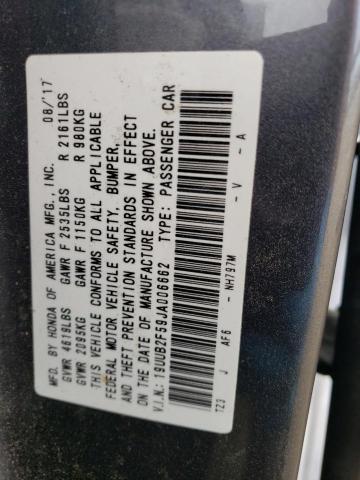 MFD. BY HONDA OF AMERICA MFG., INC. 08/'17
GVWR 4619LBS GAWR F 2535LBS R 2161LBS
GVWR 2095KG GAWR F 1150KG R 980KG
THIS VEHICLE CONFORMS TO ALL APPLICABLE
FEDERAL MOTOR VEHICLE SAFETY, BUMPER,
AND THEFT PREVENTION STANDARDS IN EFFECT
ON THE DATE OF MANUFACTURE SHOWN ABOVE.
V.I.N.: 19UUB2F59JA006662 TYPE: PASSENGER CAR
TZ3 J AF6 - NH797M - V - A